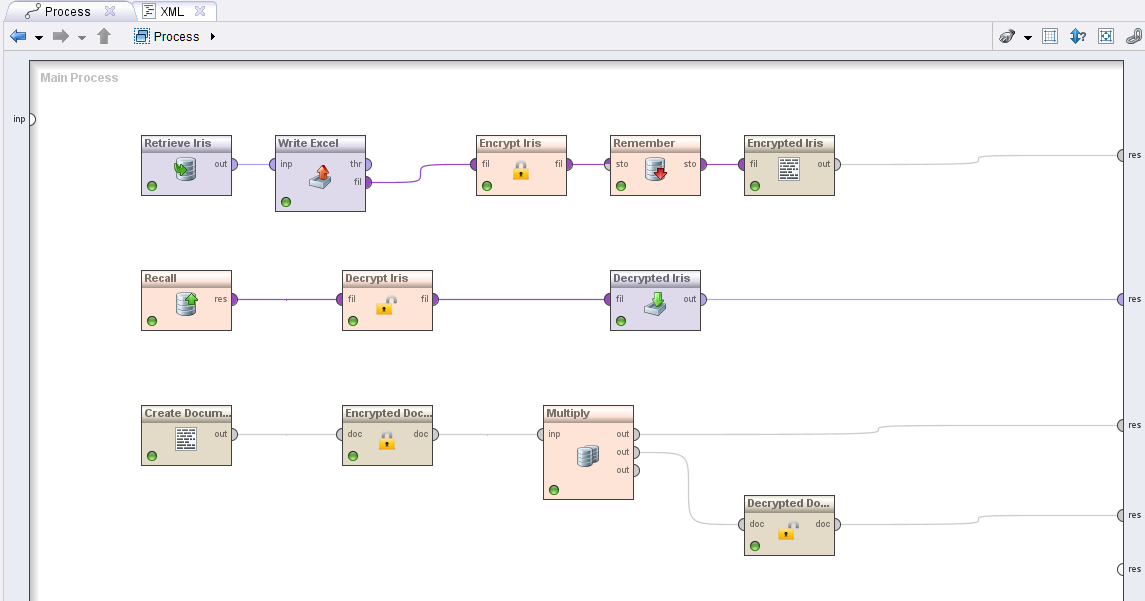 Process XML
Process
Main Process
inp
Retrieve Iris
out
Write Excel
inp thr
fil
Encrypt Iris
fil fil
Remember
sto sto
Encrypted Iris
fil out
res
Recall
res
Decrypt Iris
fil fil
Decrypted Iris
fil out
res
Create Docum...
out
Encrypted Doc...
doc doc
Multiply
inp out
out
out
res
Decrypted Do...
doc doc
res
res